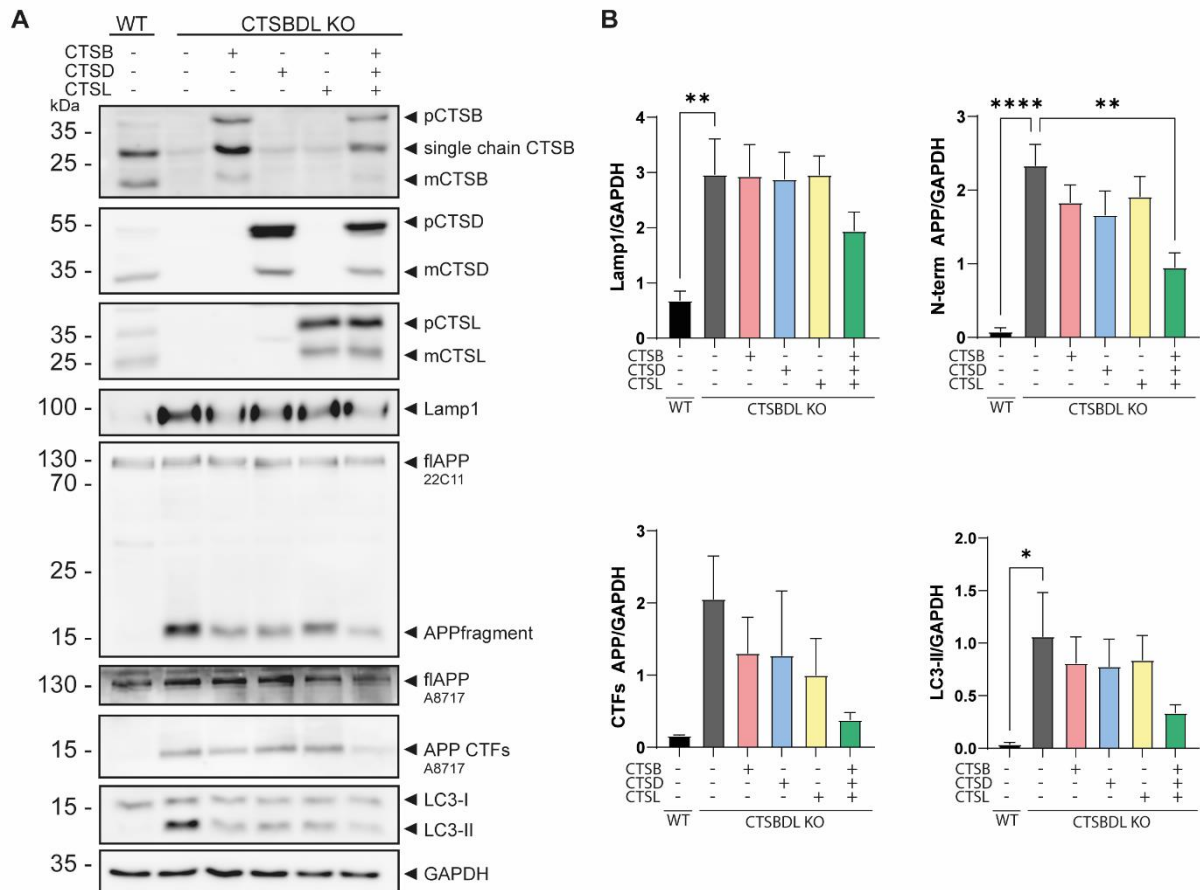 A
WT CTSBDL KO
CTSB - - + - - +
CTSD - - - + - +
CTSL - - - - + +
kDa
pCTSB
35 -
single chain CTSB
25 -
mCTSB
55 - pCTSD
35 - mCTSD
pCTSL
35 -
25 - mCTSL
100 - Lamp1
130 - flAPP
70 - 22C11
25 -
15 - APPfragment
130 - flAPP
A8717
15 - APP CTFs
A8717
15 - LC3-I
LC3-II
35 -
GAPDH
B
Lamp1/GAPDH
4
3
2
1
0
**
CTSB - - + - - +
CTSD - - - + - +
CTSL - - - - + +
WT CTSBDL KO
N-term APP/GAPDH
3
2
1
0
**** **
CTSB - - + - - +
CTSD - - - + - +
CTSL - - - - + +
WT CTSBDL KO
CTFs APP/GAPDH
3
2
1
0
CTSB - - + - - +
CTSD - - - + - +
CTSL - - - - + +
WT CTSBDL KO
LC3-II/GAPDH
2.0
1.5
1.0
0.5
0.0
*
CTSB - - + - - +
CTSD - - - + - +
CTSL - - - - + +
WT CTSBDL KO